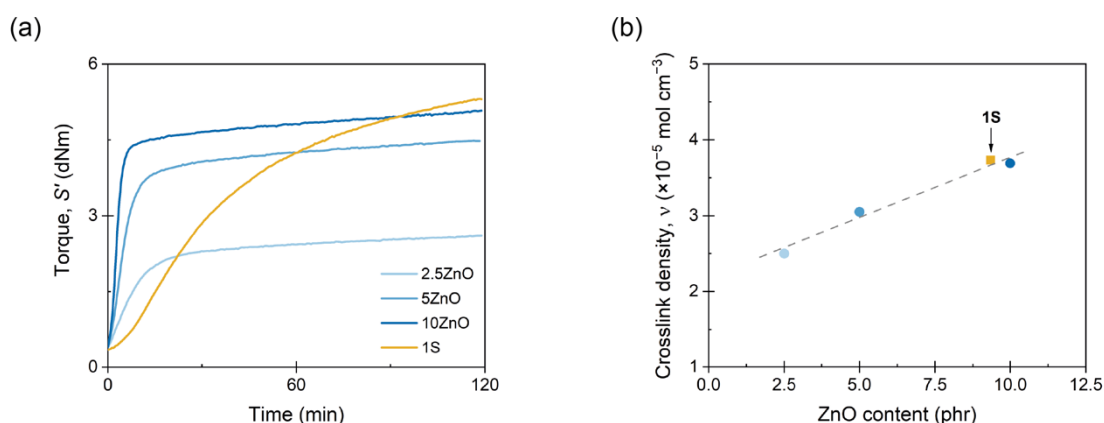 (a)
6
3
0
Torque, S′ (dNm)
2.5ZnO
5ZnO
10ZnO
1S
0
60
120
Time (min)
(b)
5
4
3
2
1
Crosslink density, ν (×10⁻⁵ mol cm⁻³)
1S
0.0
2.5
5.0
7.5
10.0
12.5
ZnO content (phr)